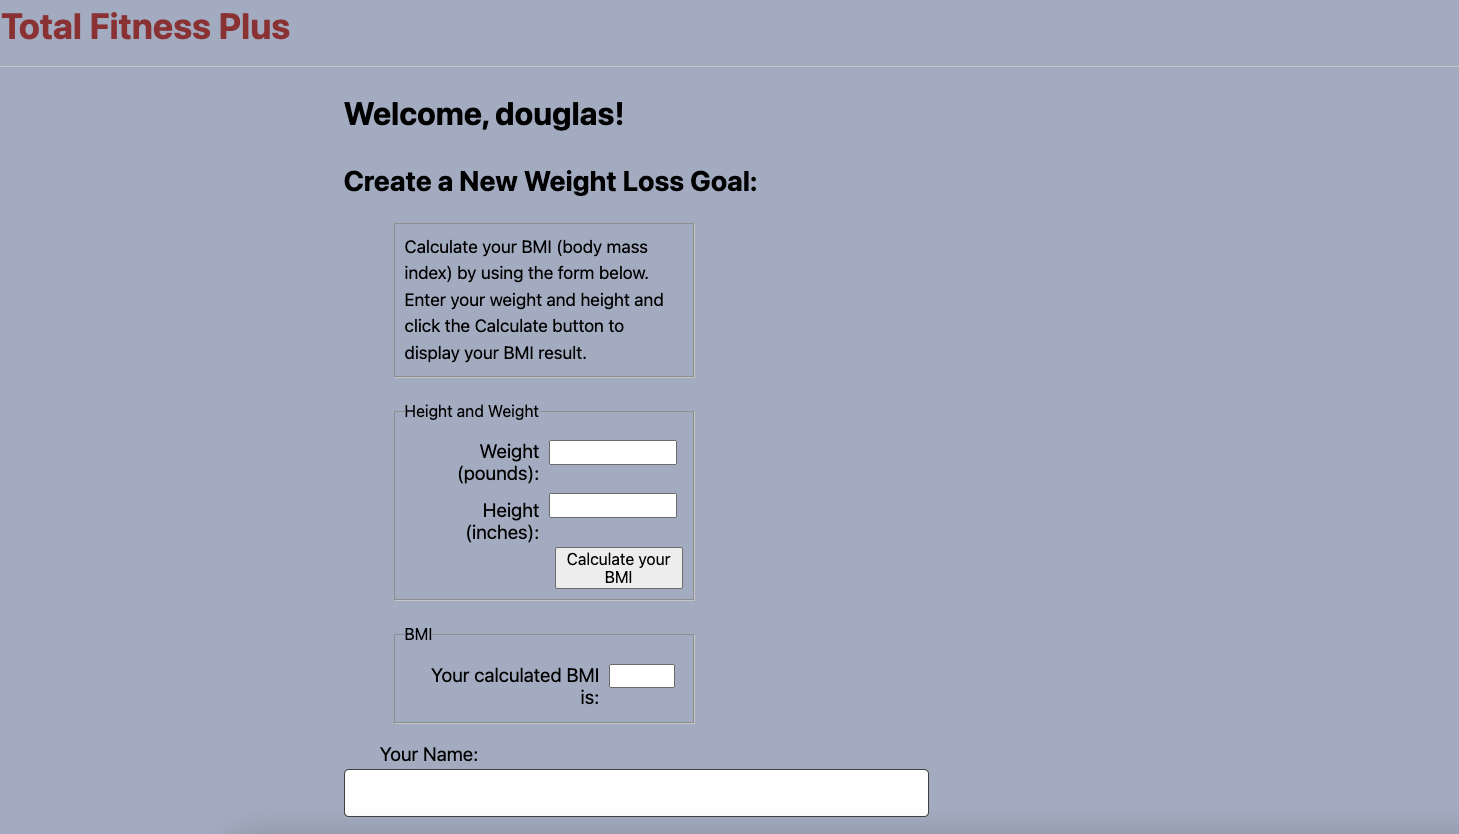 Total Fitness Plus
Welcome, douglas!
Create a New Weight Loss Goal:
Calculate your BMI (body mass
index) by using the form below.
Enter your weight and height and
click the Calculate button to
display your BMI result.
Height and Weight
Weight
(pounds):
Height
(inches):
Calculate your
BMI
BMI
Your calculated BMI
is:
Your Name: